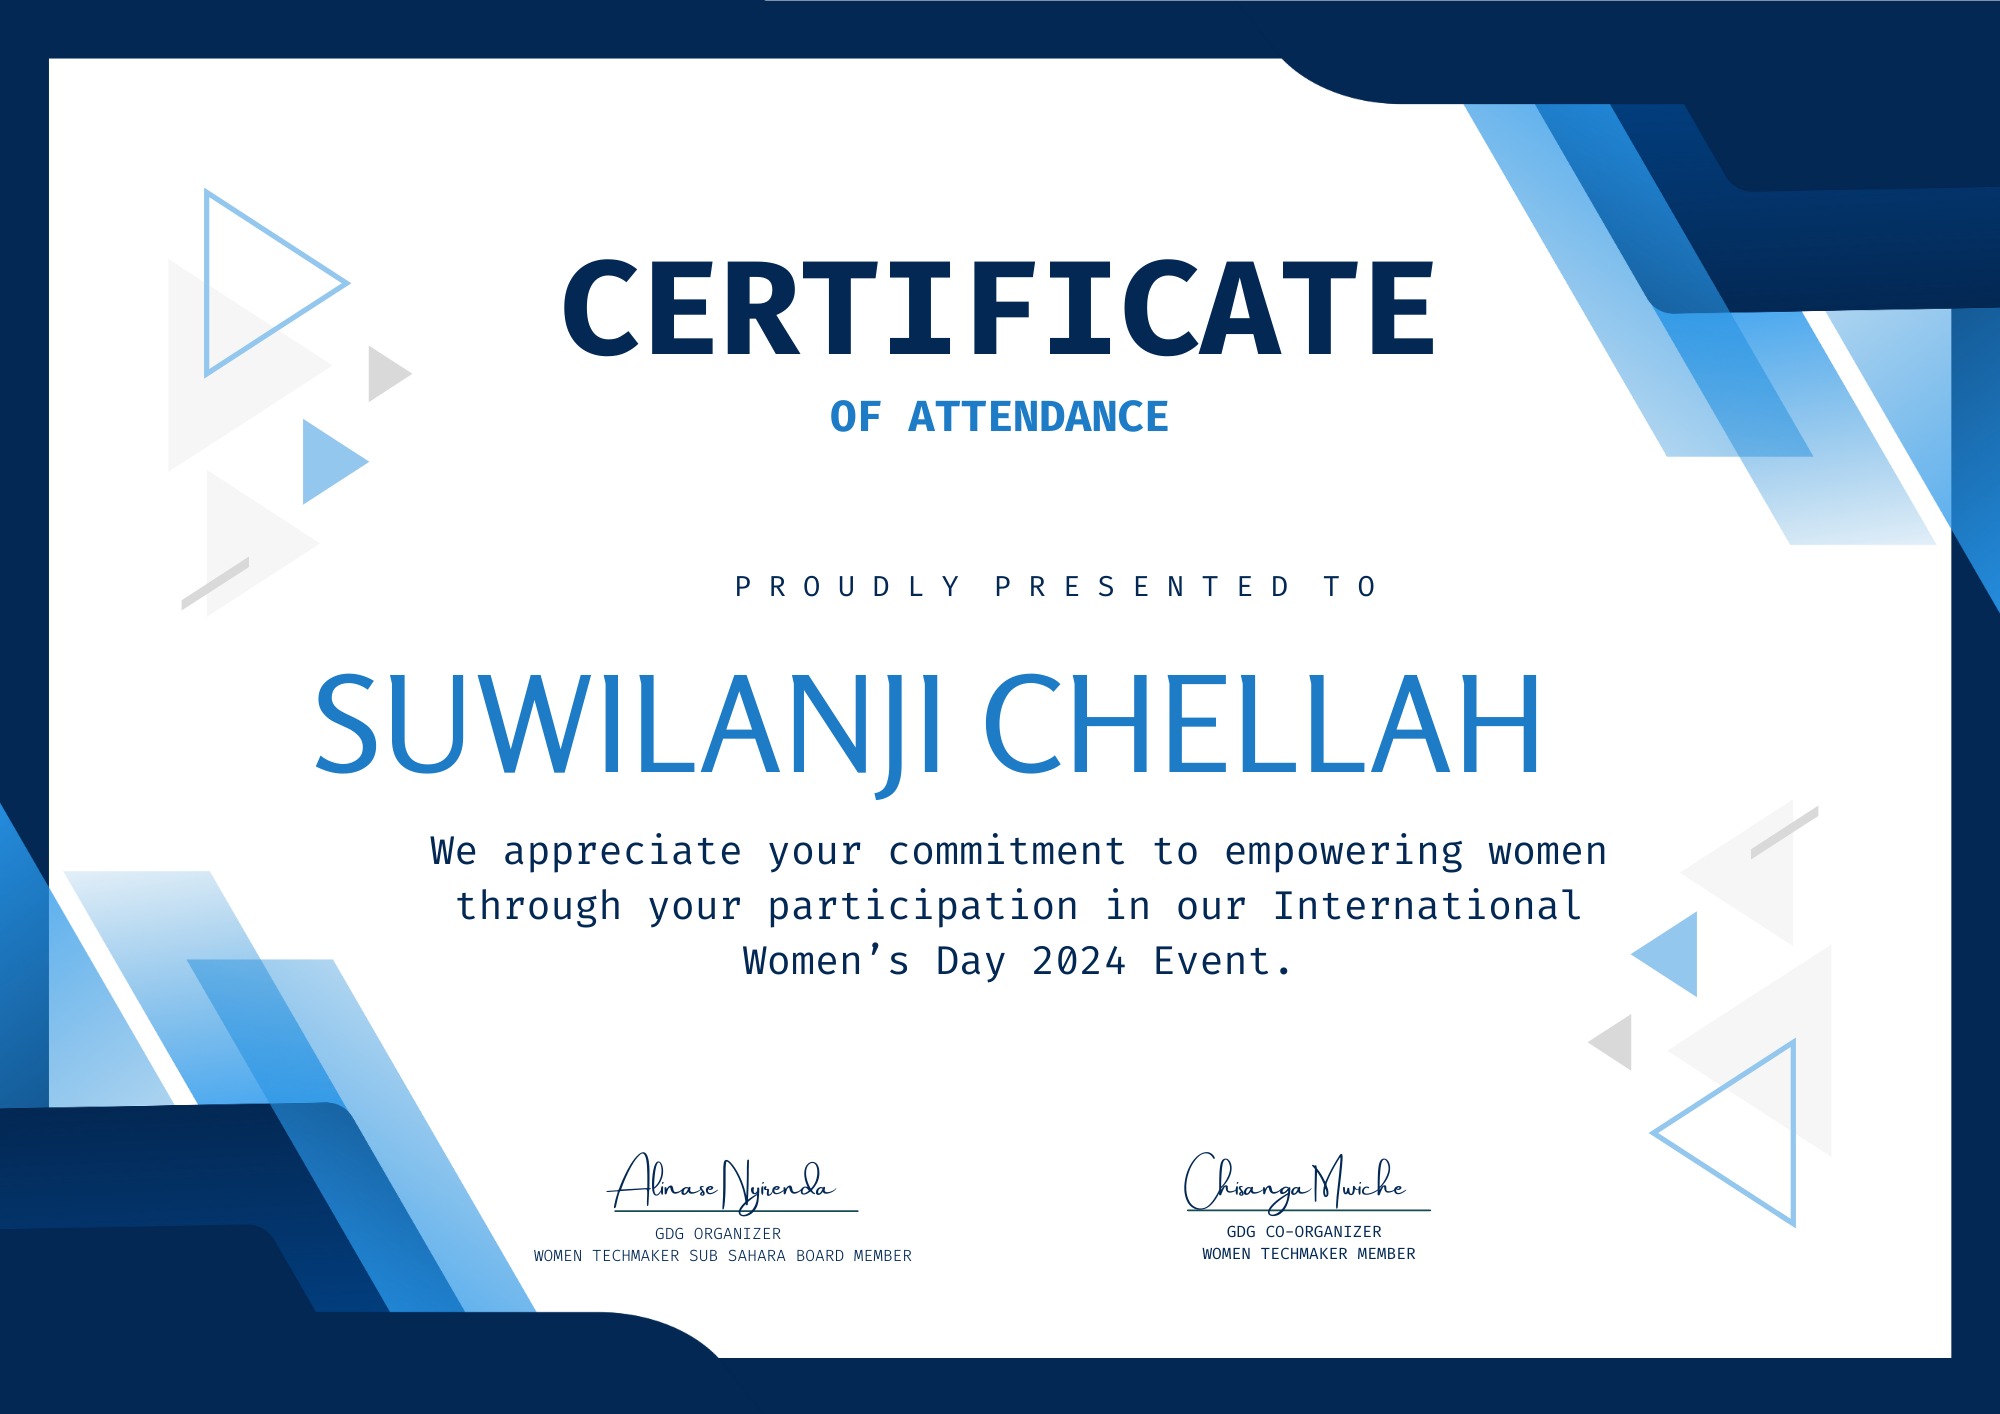 CERTIFICATE
OF ATTENDANCE
PROUDLY PRESENTED TO
SUWILANJI CHELLAH
We appreciate your commitment to empowering women
through your participation in our International
Women’s Day 2024 Event.
Alinase Nyirenda
GDG ORGANIZER
WOMEN TECHMAKER SUB SAHARA BOARD MEMBER
Chisanga Mwiche
GDG CO-ORGANIZER
WOMEN TECHMAKER MEMBER